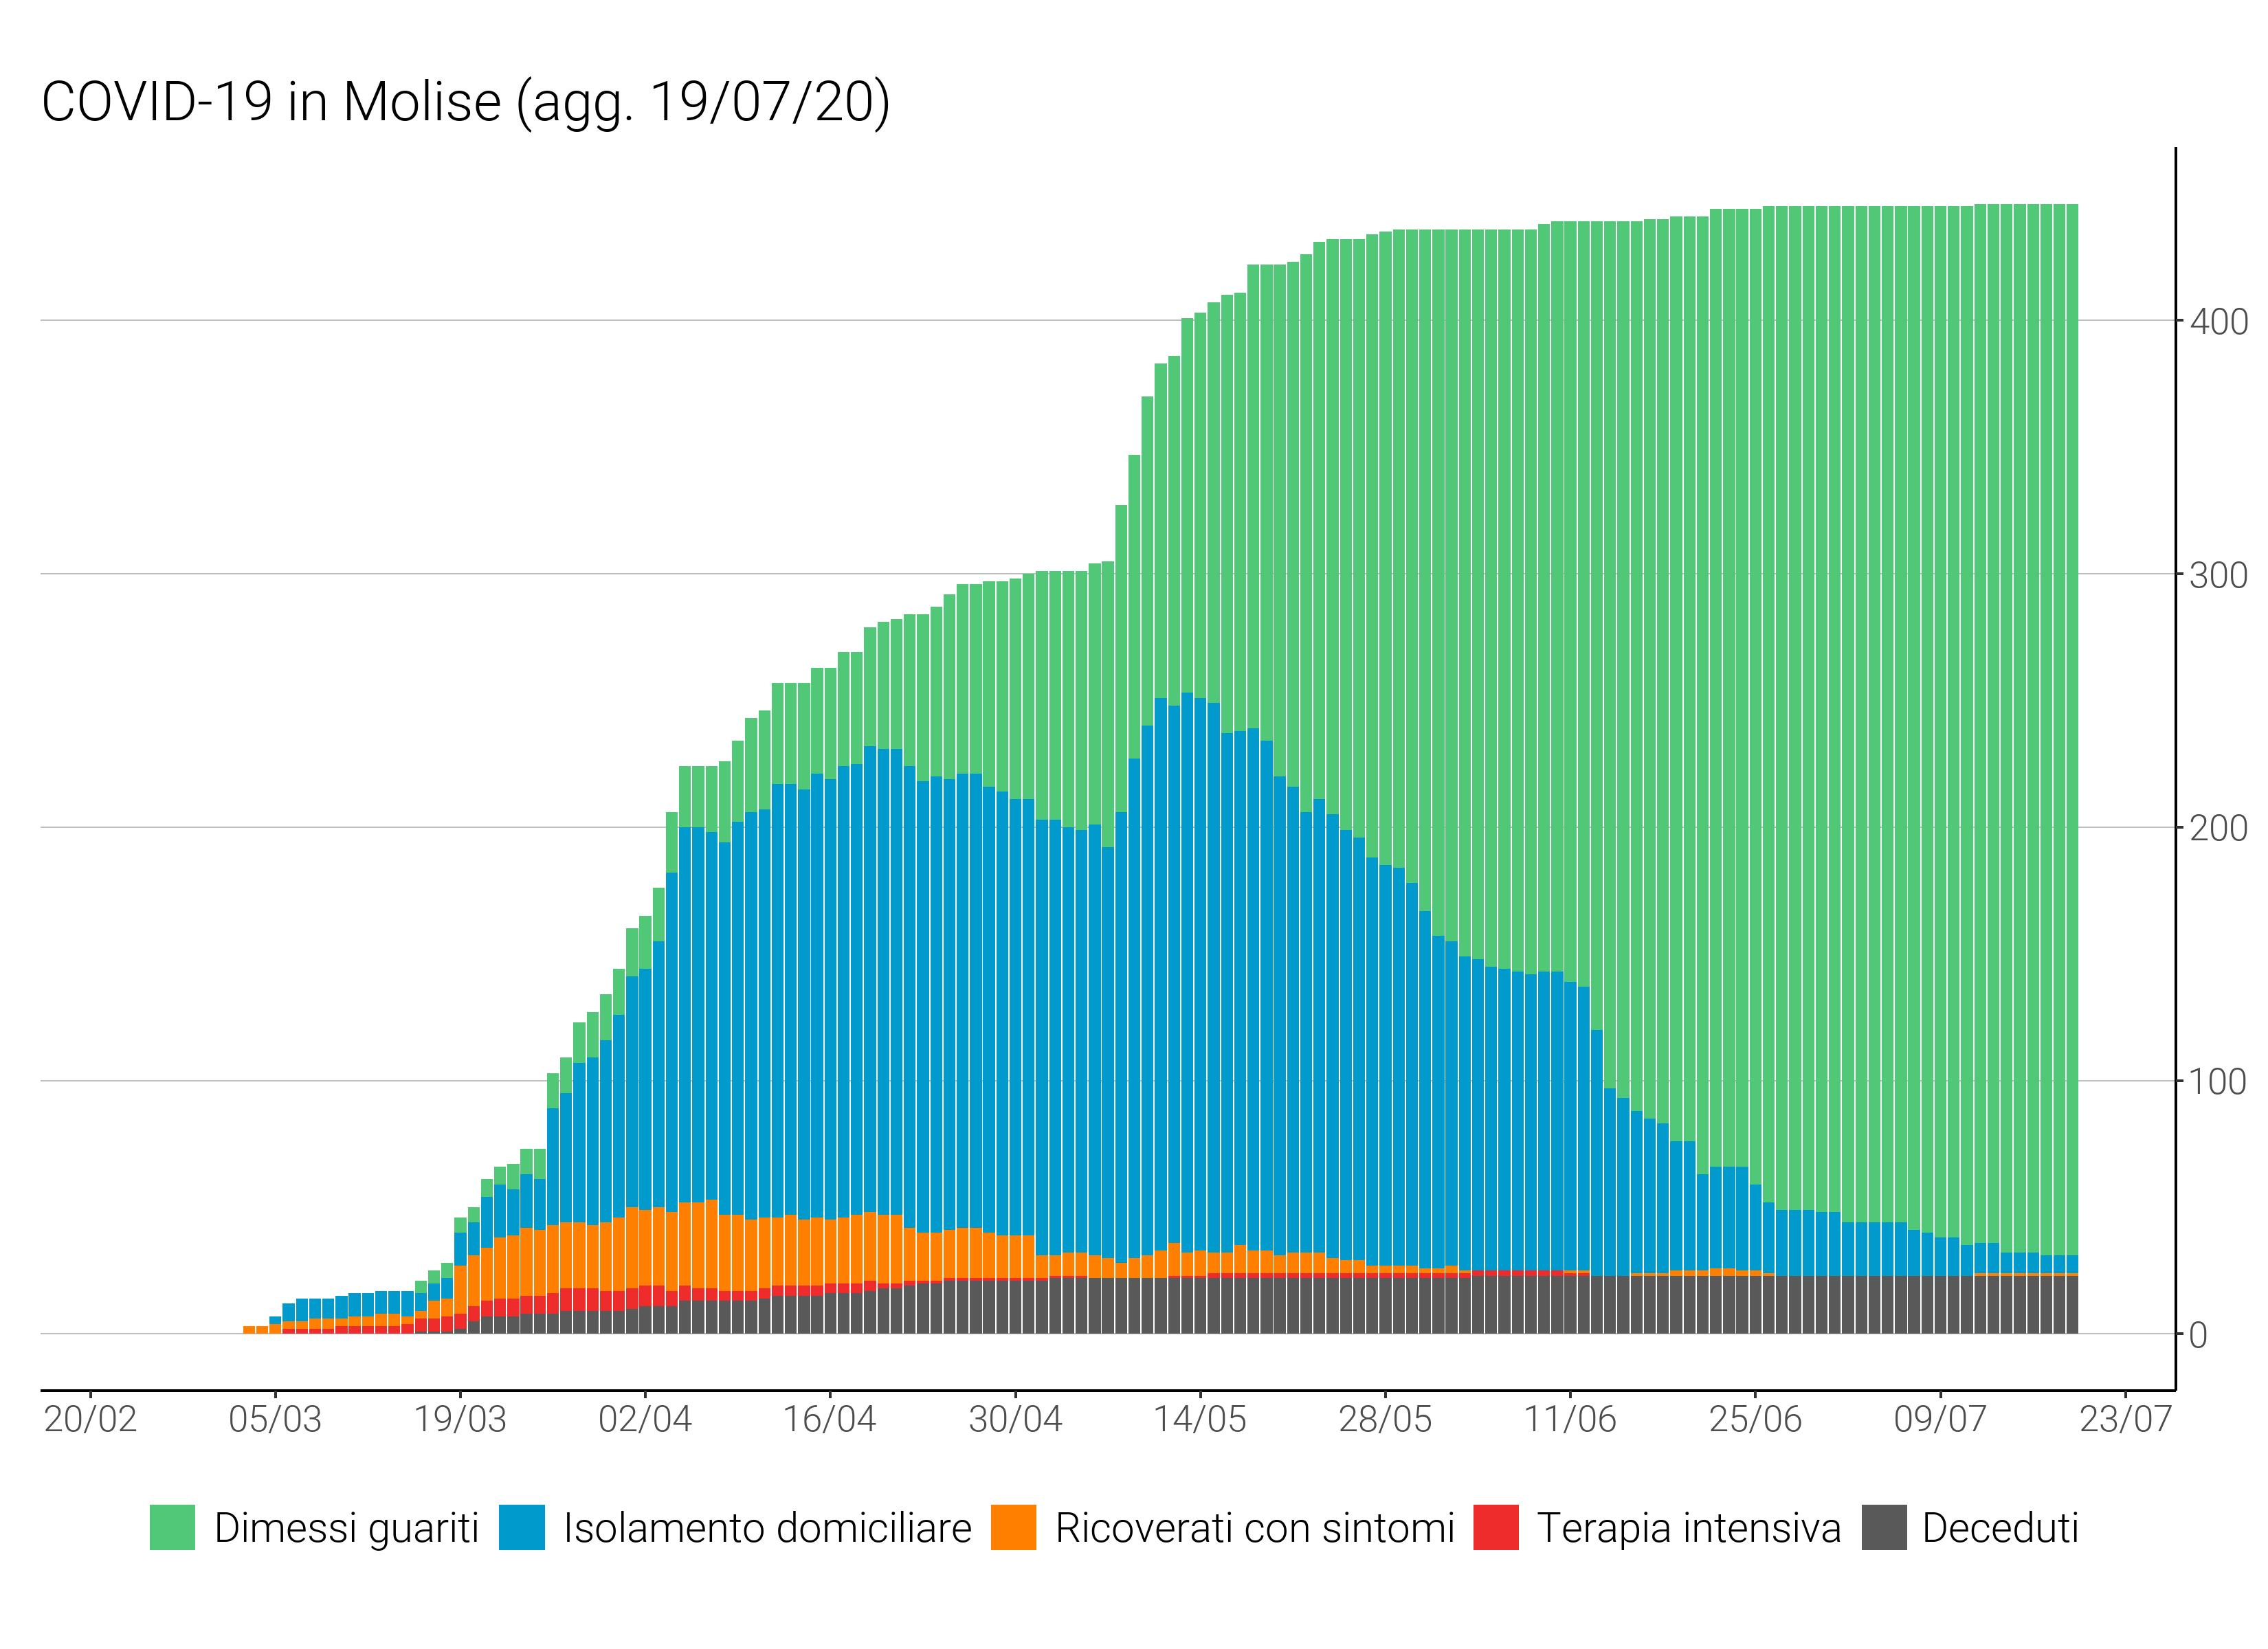 COVID-19 in Molise (agg. 19/07/20)
400
300
200
100
0
20/02 05/03 19/03 02/04 16/04 30/04 14/05 28/05 11/06 25/06 09/07 23/07
Dimessi guariti Isolamento domiciliare Ricoverati con sintomi Terapia intensiva Deceduti